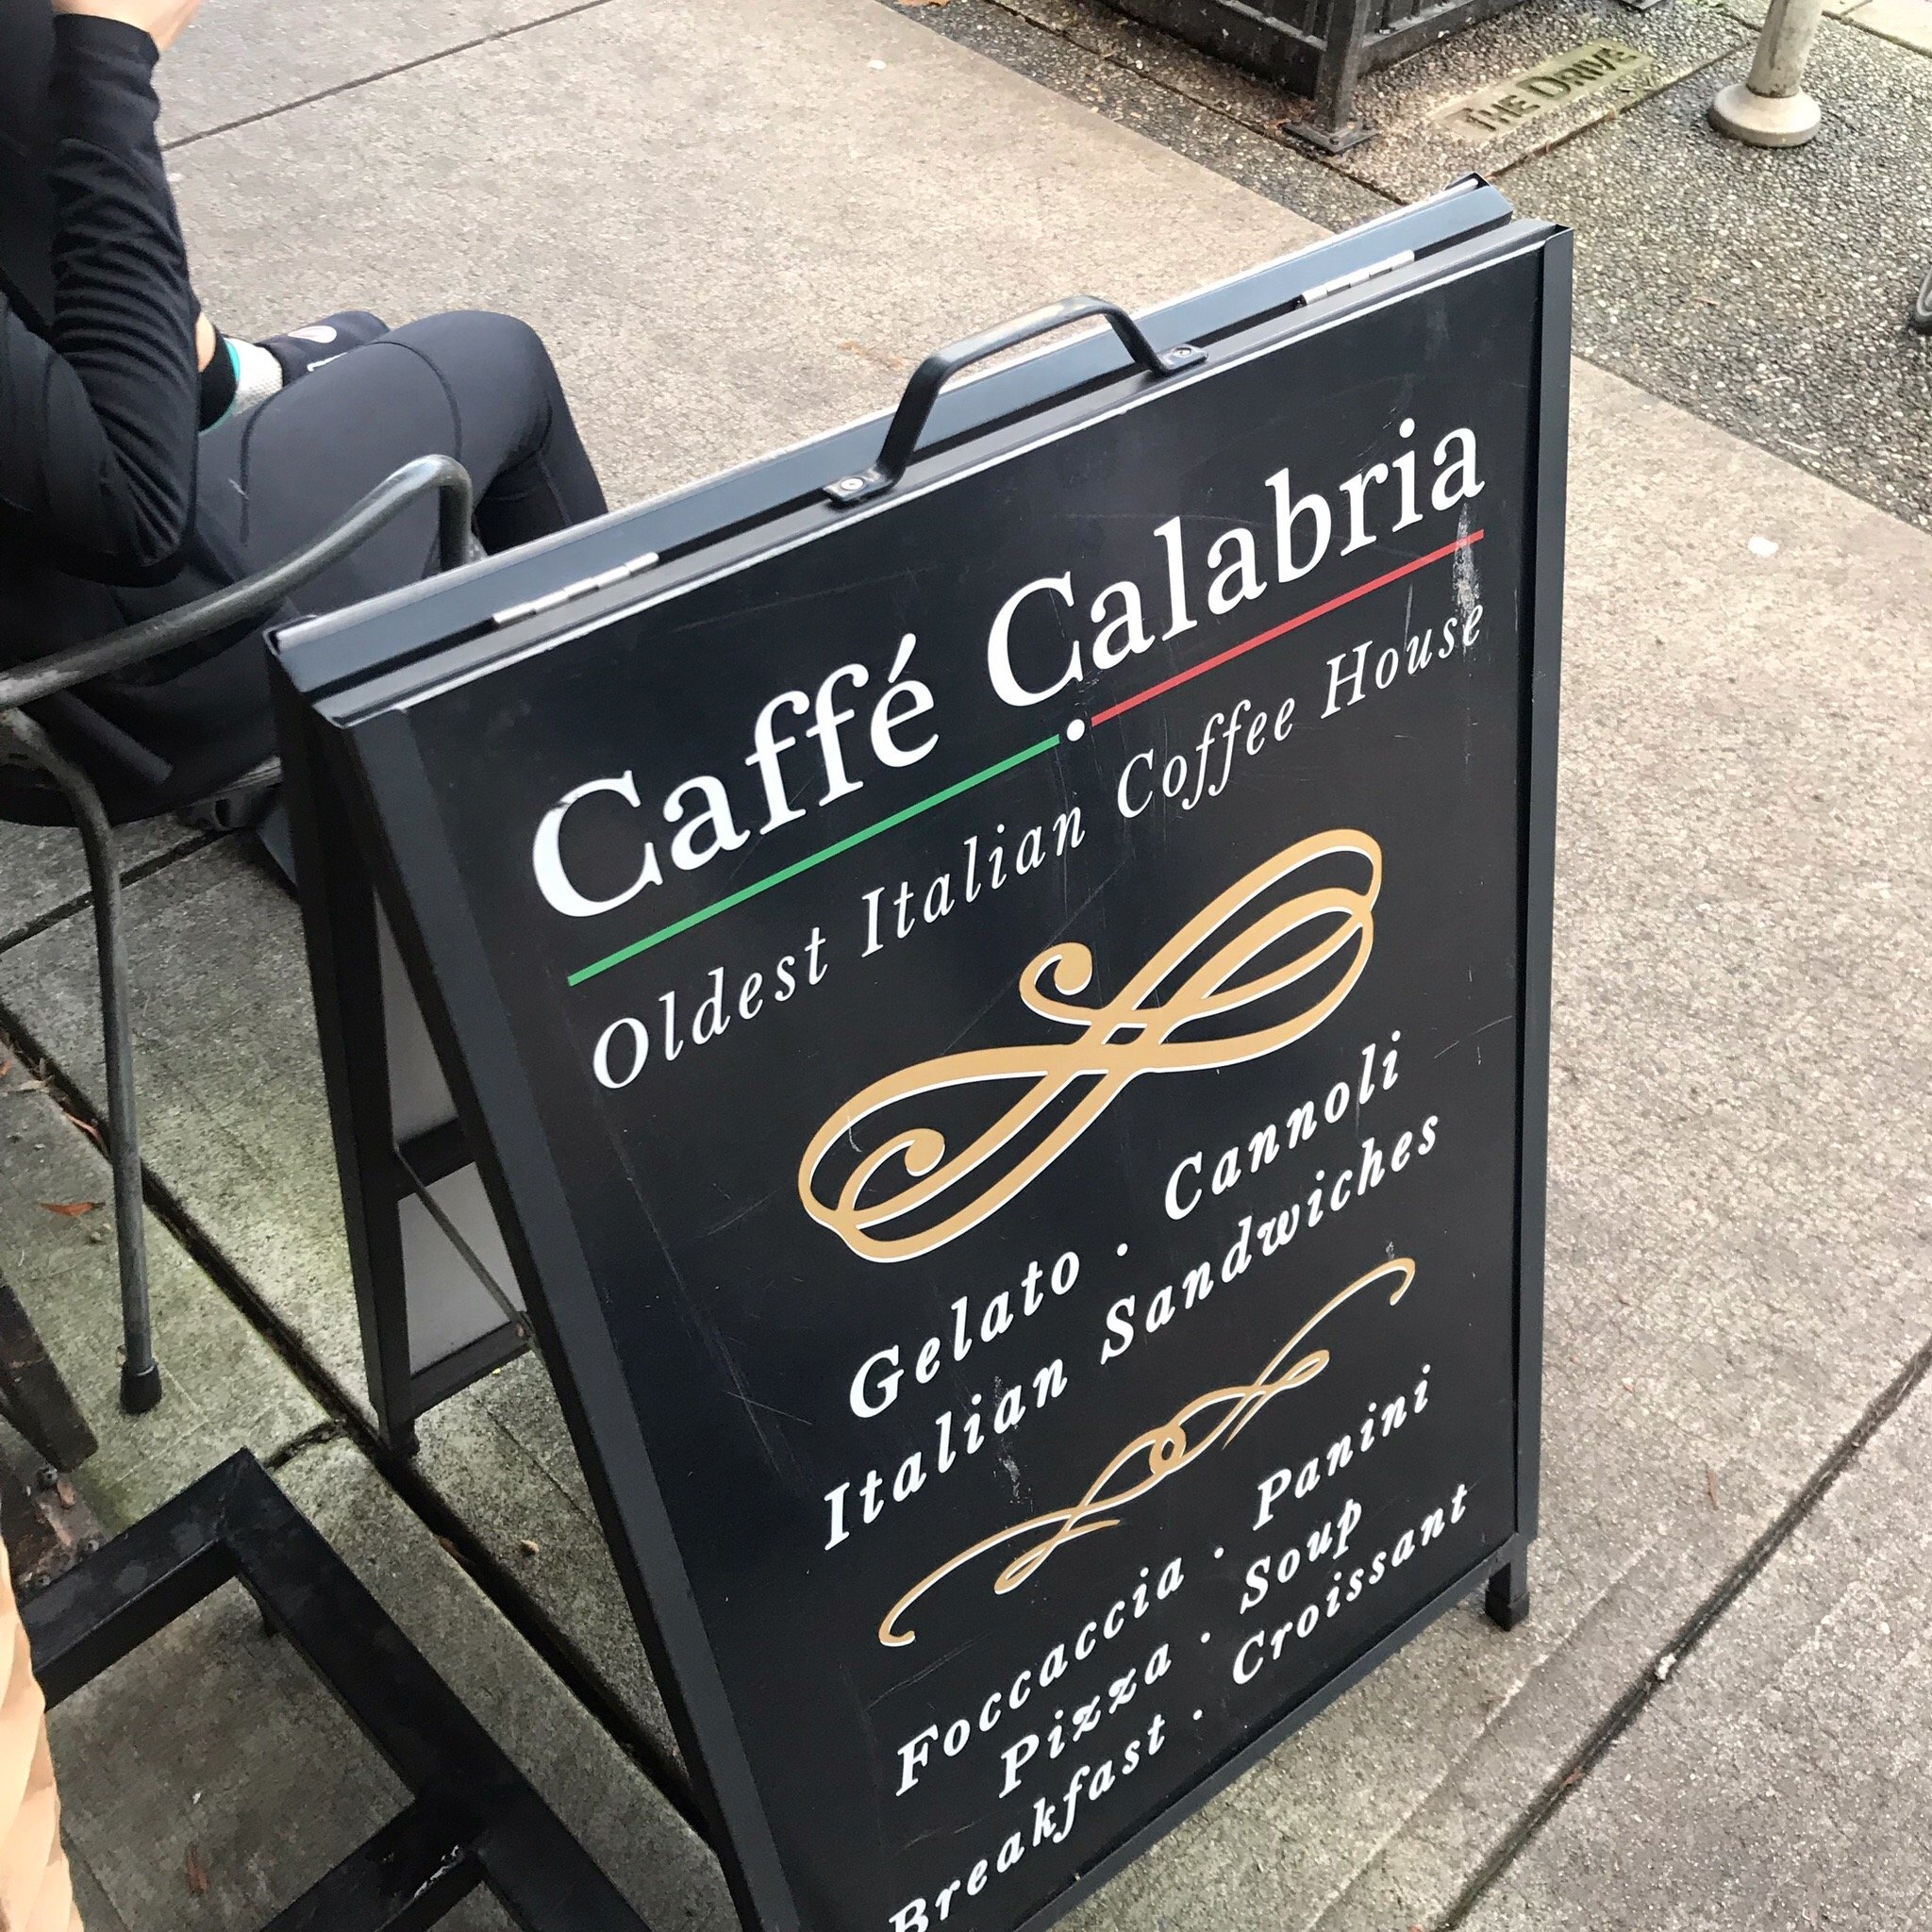 THE DRIVE
Caffé Calabria
Oldest Italian Coffee House
Gelato . Cannoli
Italian Sandwiches
Foccaccia . Panini
Pizza . Soup
Breakfast . Croissant